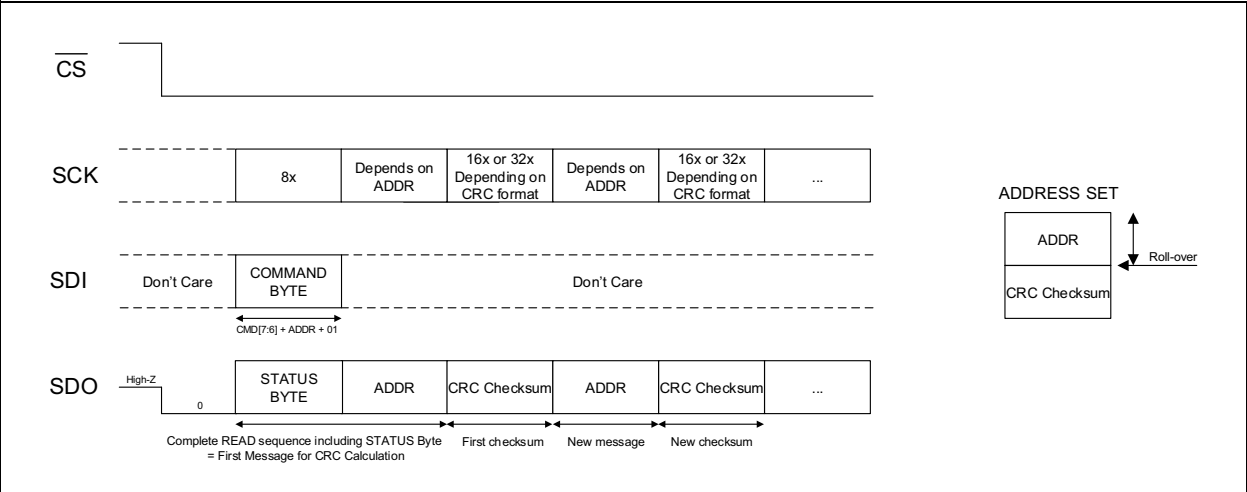 CS
SCK
8x
Depends on
ADDR
16x or 32x
Depending on
CRC format
Depends on
ADDR
16x or 32x
Depending on
CRC format
...
SDI
Don't Care
COMMAND
BYTE
Don't Care
CMD[7:6] + ADDR + 01
SDO
High-Z
0
STATUS
BYTE
ADDR
CRC Checksum
ADDR
CRC Checksum
...
Complete READ sequence including STATUS Byte
= First Message for CRC Calculation
First checksum
New message
New checksum
ADDRESS SET
ADDR
Roll-over
CRC Checksum